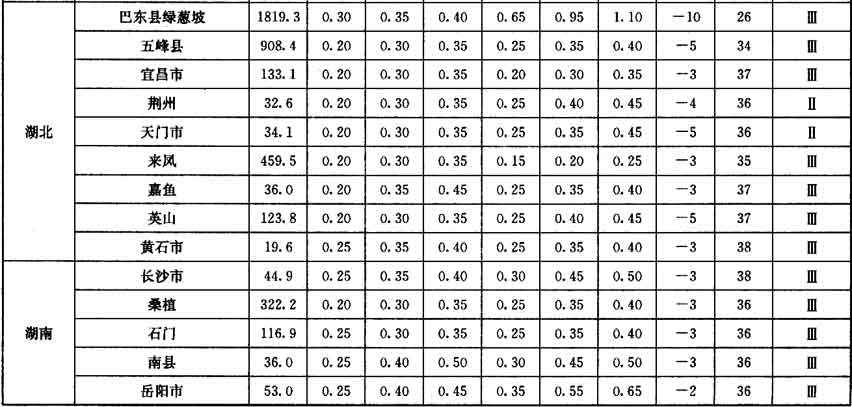 湖北
巴东县绿葱坡 1819.3 0.30 0.35 0.40 0.65 0.95 1.10 -10 26 Ⅲ
五峰县 908.4 0.20 0.30 0.35 0.25 0.35 0.40 -5 34 Ⅲ
宜昌市 133.1 0.20 0.30 0.35 0.20 0.30 0.35 -3 37 Ⅲ
荆州 32.6 0.20 0.30 0.35 0.25 0.40 0.45 -4 36 Ⅱ
天门市 34.1 0.20 0.30 0.35 0.25 0.35 0.45 -5 36 Ⅱ
来凤 459.5 0.20 0.30 0.35 0.15 0.20 0.25 -3 35 Ⅲ
嘉鱼 36.0 0.20 0.35 0.45 0.25 0.35 0.40 -3 37 Ⅲ
英山 123.8 0.20 0.30 0.35 0.25 0.40 0.45 -5 37 Ⅲ
黄石市 19.6 0.25 0.35 0.40 0.25 0.35 0.40 -3 38 Ⅲ
湖南
长沙市 44.9 0.25 0.35 0.40 0.30 0.45 0.50 -3 38 Ⅲ
桑植 322.2 0.20 0.30 0.35 0.25 0.35 0.40 -3 36 Ⅲ
石门 116.9 0.25 0.30 0.35 0.25 0.35 0.40 -3 36 Ⅲ
南县 36.0 0.25 0.40 0.50 0.30 0.45 0.50 -3 36 Ⅲ
岳阳市 53.0 0.25 0.40 0.45 0.35 0.55 0.65 -2 36 Ⅲ